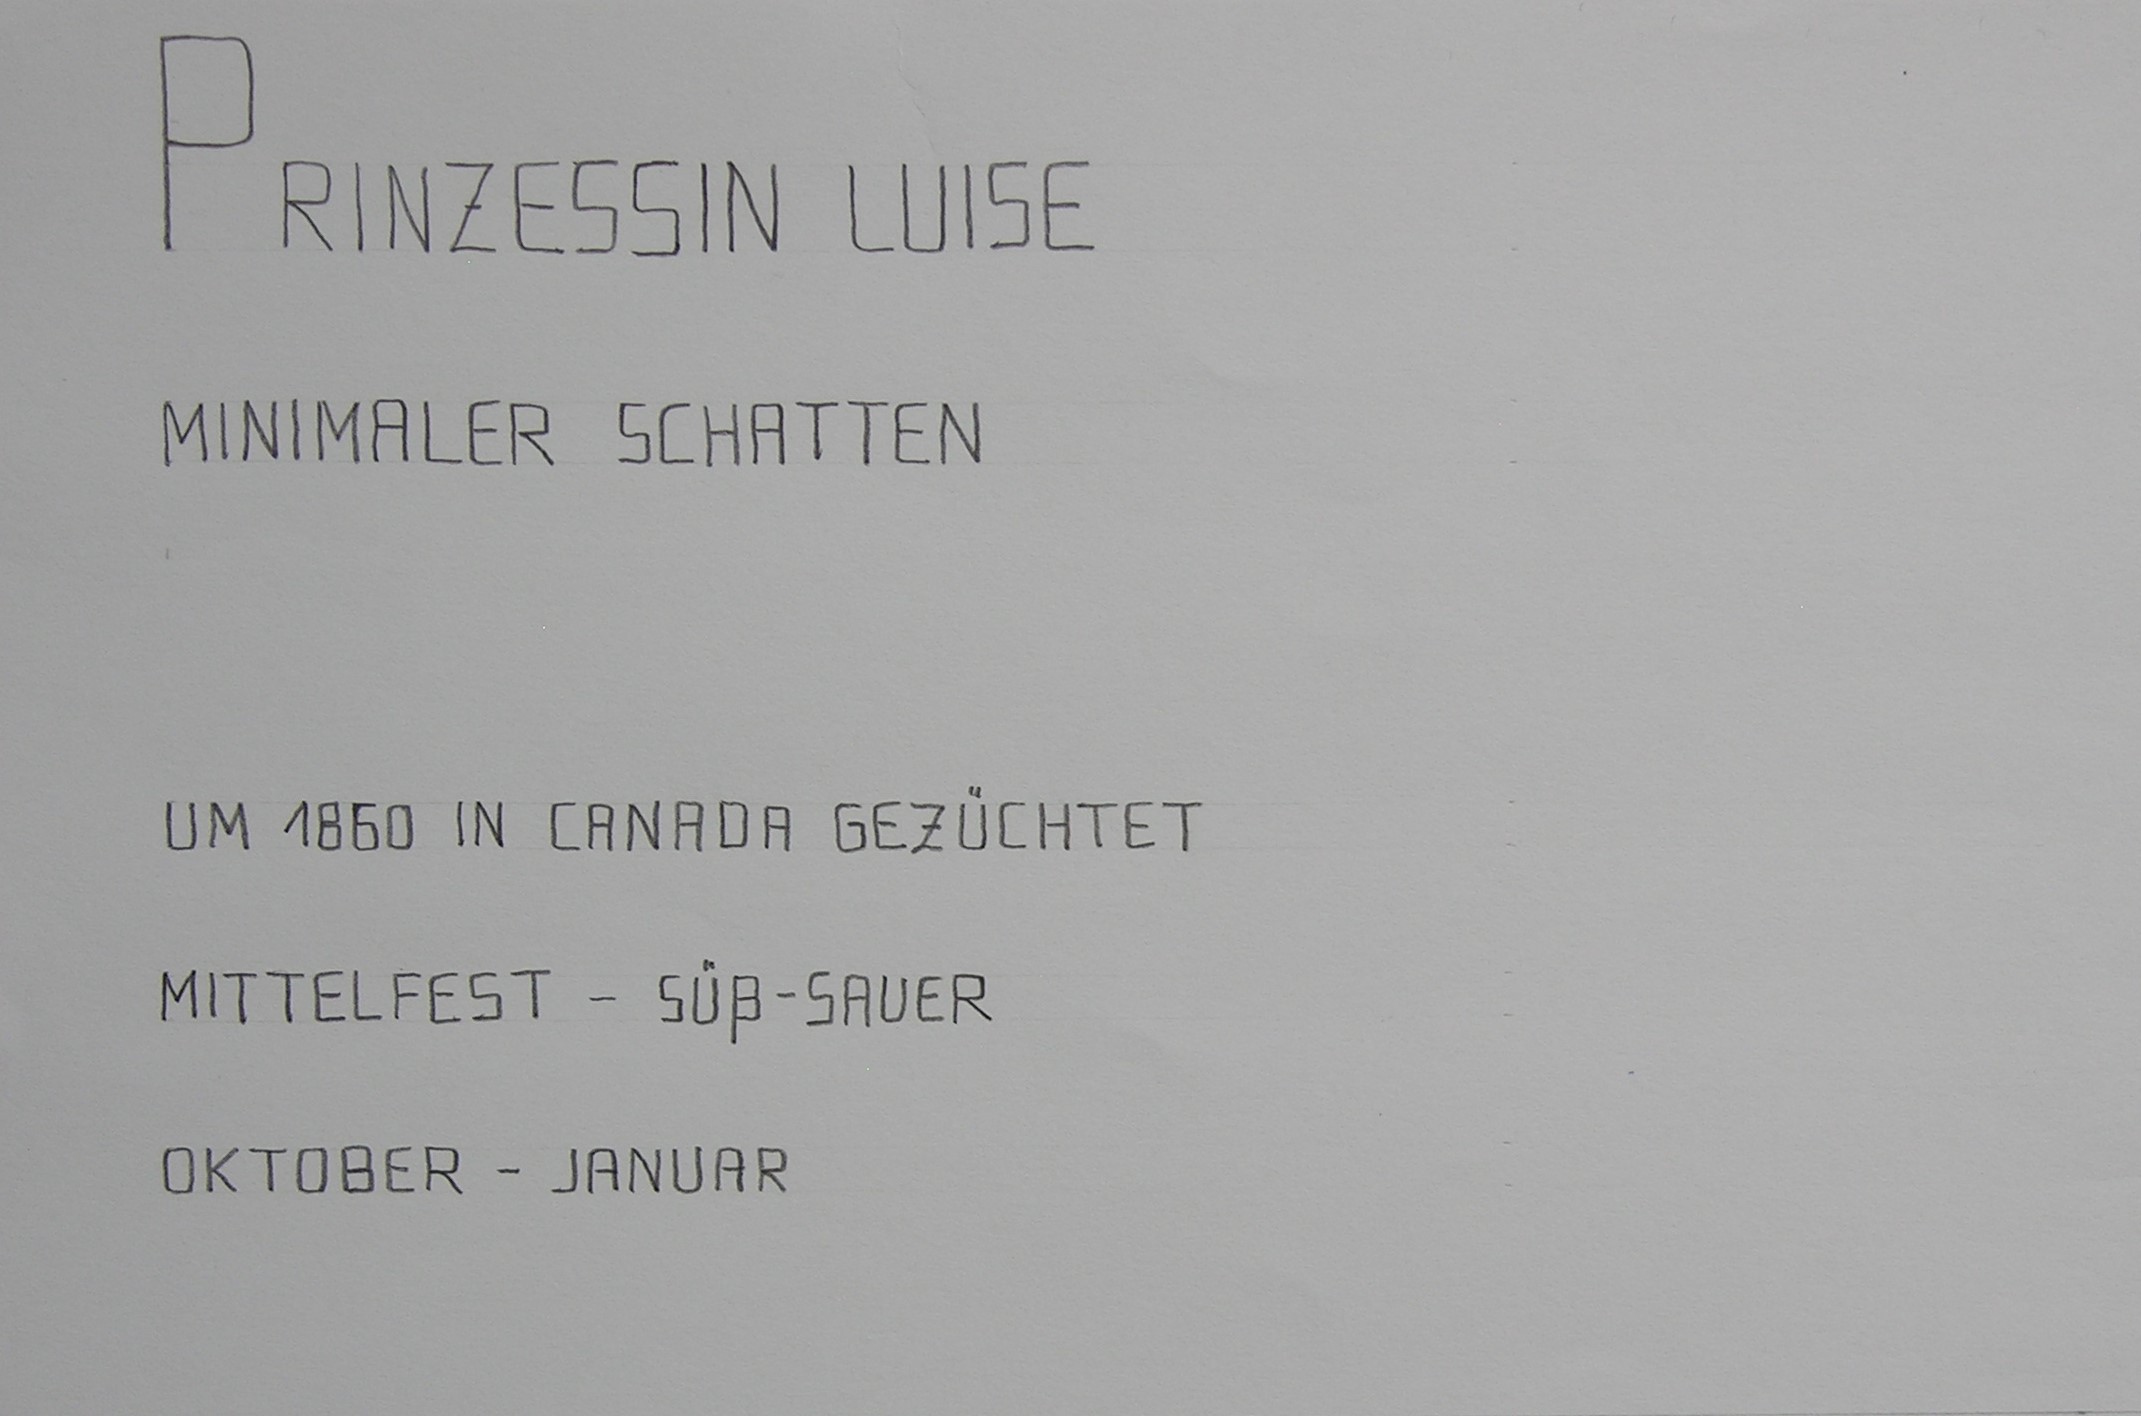 PRINZESSIN LUISE
MINIMALER SCHATTEN
UM 1860 IN CANADA GEZÜCHTET
MITTELFEST - SÜß-SAUER
OKTOBER - JANUAR